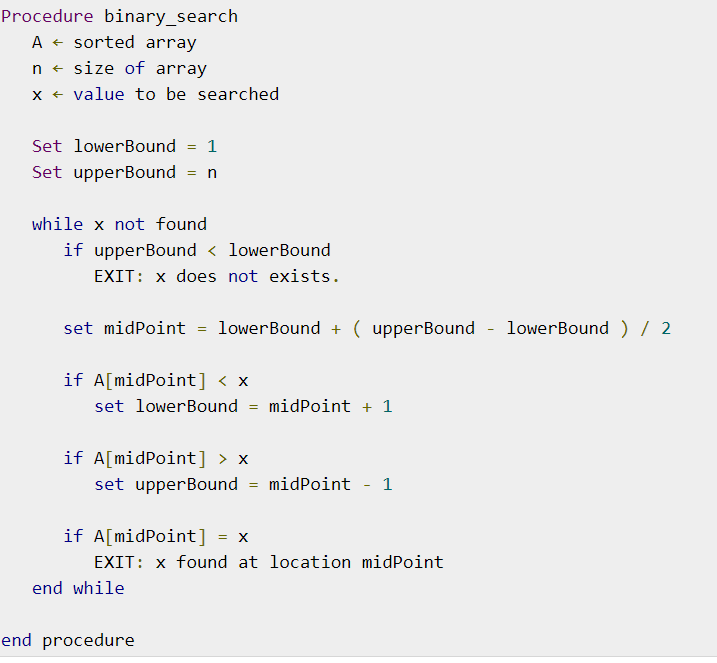 Procedure binary_search
   A ← sorted array
   n ← size of array
   x ← value to be searched

   Set lowerBound = 1
   Set upperBound = n

   while x not found
      if upperBound < lowerBound
         EXIT: x does not exists.

      set midPoint = lowerBound + ( upperBound - lowerBound ) / 2

      if A[midPoint] < x
         set lowerBound = midPoint + 1

      if A[midPoint] > x
         set upperBound = midPoint - 1

      if A[midPoint] = x
         EXIT: x found at location midPoint
   end while

end procedure